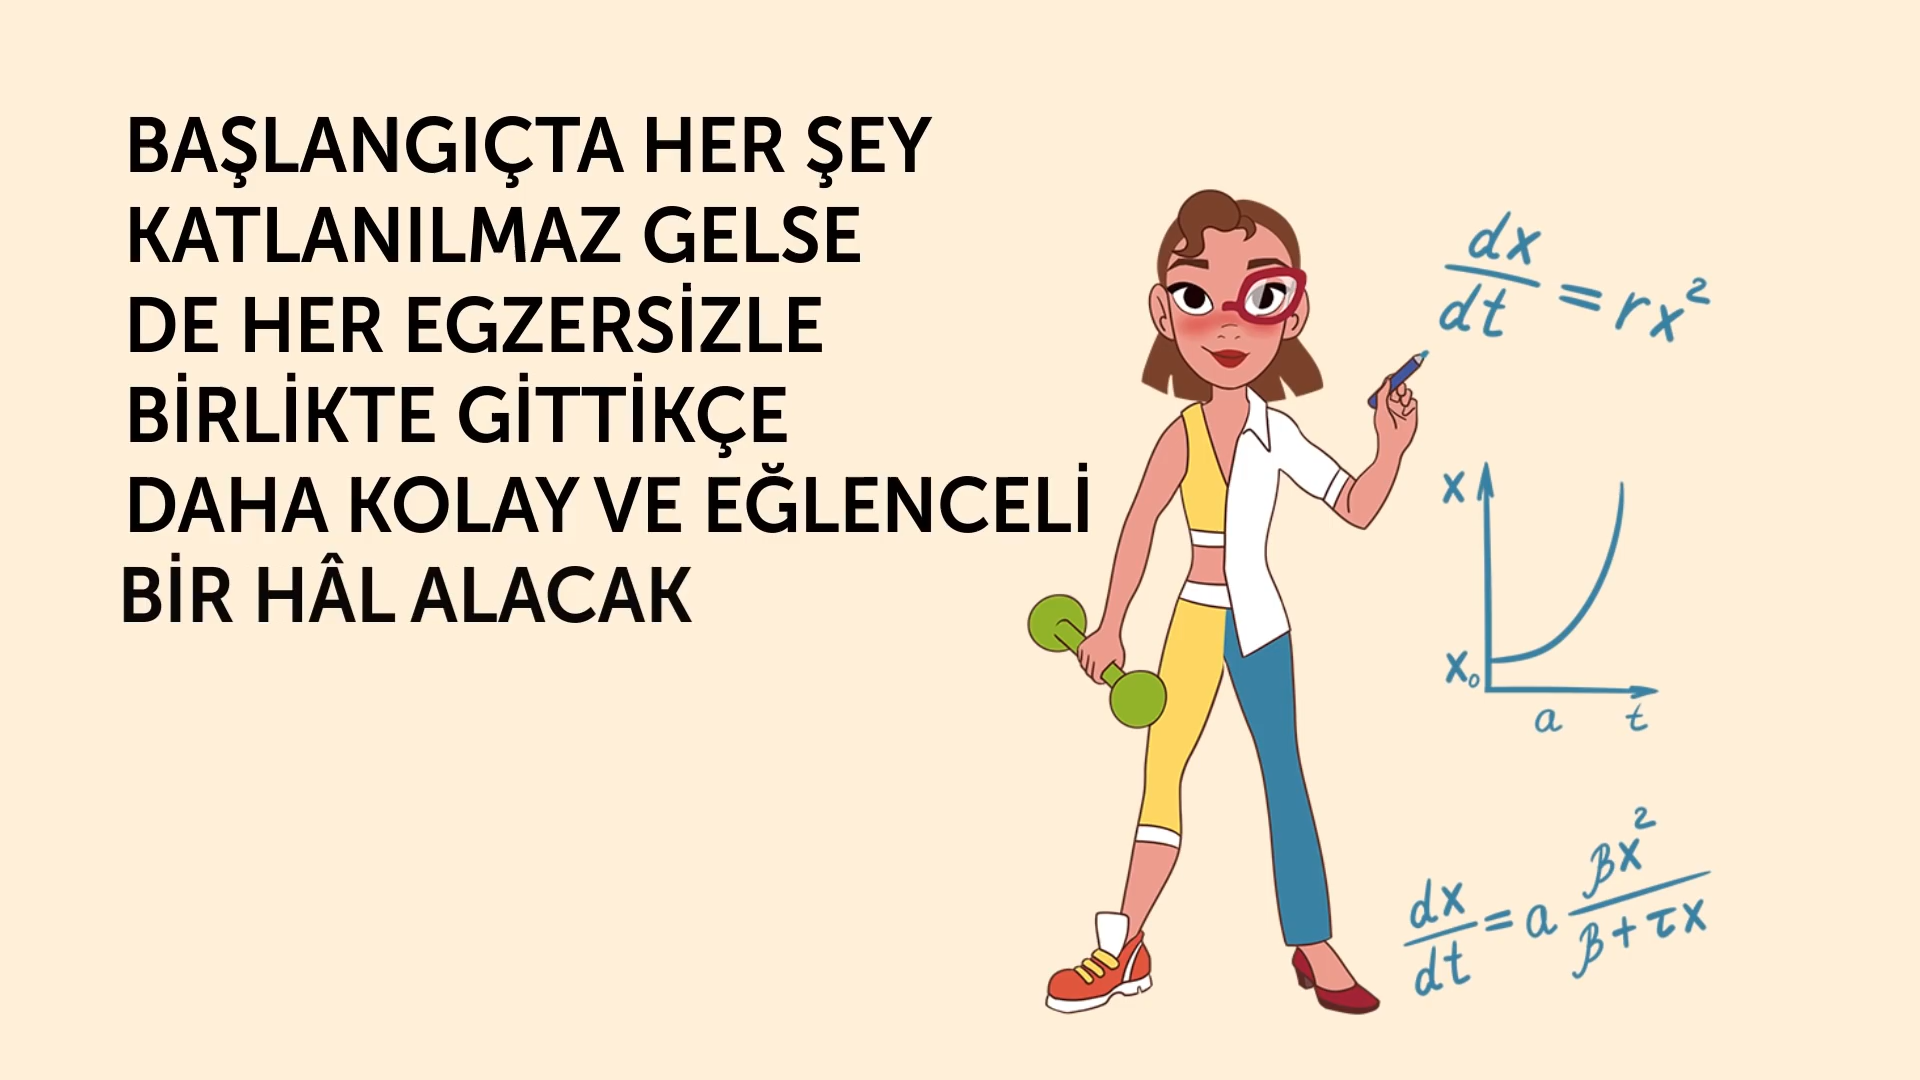 BAŞLANGIÇTA HER ŞEY
KATLANILMAZ GELSE
DE HER EGZERSİZLE
BİRLİKTE GİTTİKÇE
DAHA KOLAY VE EĞLENCELİ
BİR HÂL ALACAK
dx/dt = rx²
x
x₀
a t
dx/dt = a βx²/β+τx